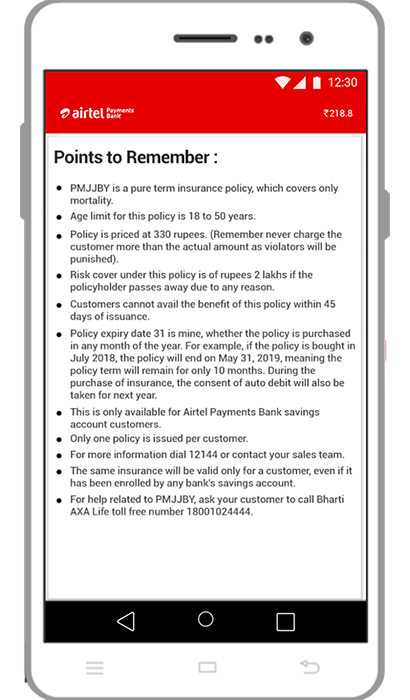 12:30
airtel Payments Bank
₹218.8
Points to Remember :
PMJJBY is a pure term insurance policy, which covers only
mortality.
Age limit for this policy is 18 to 50 years.
Policy is priced at 330 rupees. (Remember never charge the
customer more than the actual amount as violators will be
punished).
Risk cover under this policy is of rupees 2 lakhs if the
policyholder passes away due to any reason.
Customers cannot avail the benefit of this policy within 45
days of issuance.
Policy expiry date 31 is mine, whether the policy is purchased
in any month of the year. For example, if the policy is bought in
July 2018, the policy will end on May 31, 2019, meaning the
policy term will remain for only 10 months. During the
purchase of insurance, the consent of auto debit will also be
taken for next year.
This is only available for Airtel Payments Bank savings
account customers.
Only one policy is issued per customer.
For more information dial 12144 or contact your sales team.
The same insurance will be valid only for a customer, even if it
has been enrolled by any bank's savings account.
For help related to PMJJBY, ask your customer to call Bharti
AXA Life toll free number 18001024444.